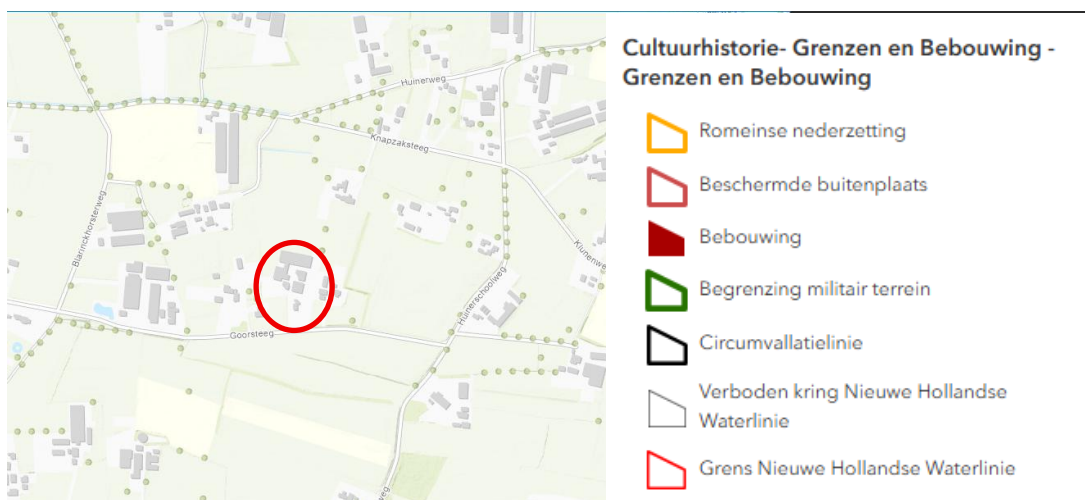 Cultuurhistorie- Grenzen en Bebouwing -
Grenzen en Bebouwing
Romeinse nederzetting
Beschermde buitenplaats
Bebouwing
Begrenzing militair terrein
Circumvallatielinie
Verboden kring Nieuwe Hollandse
Waterlinie
Grens Nieuwe Hollandse Waterlinie
Huinerweg
Knapzaksteeg
Blarinckhorsterweg
Klunenwe
Huinerschoolweg
Goorsteeg